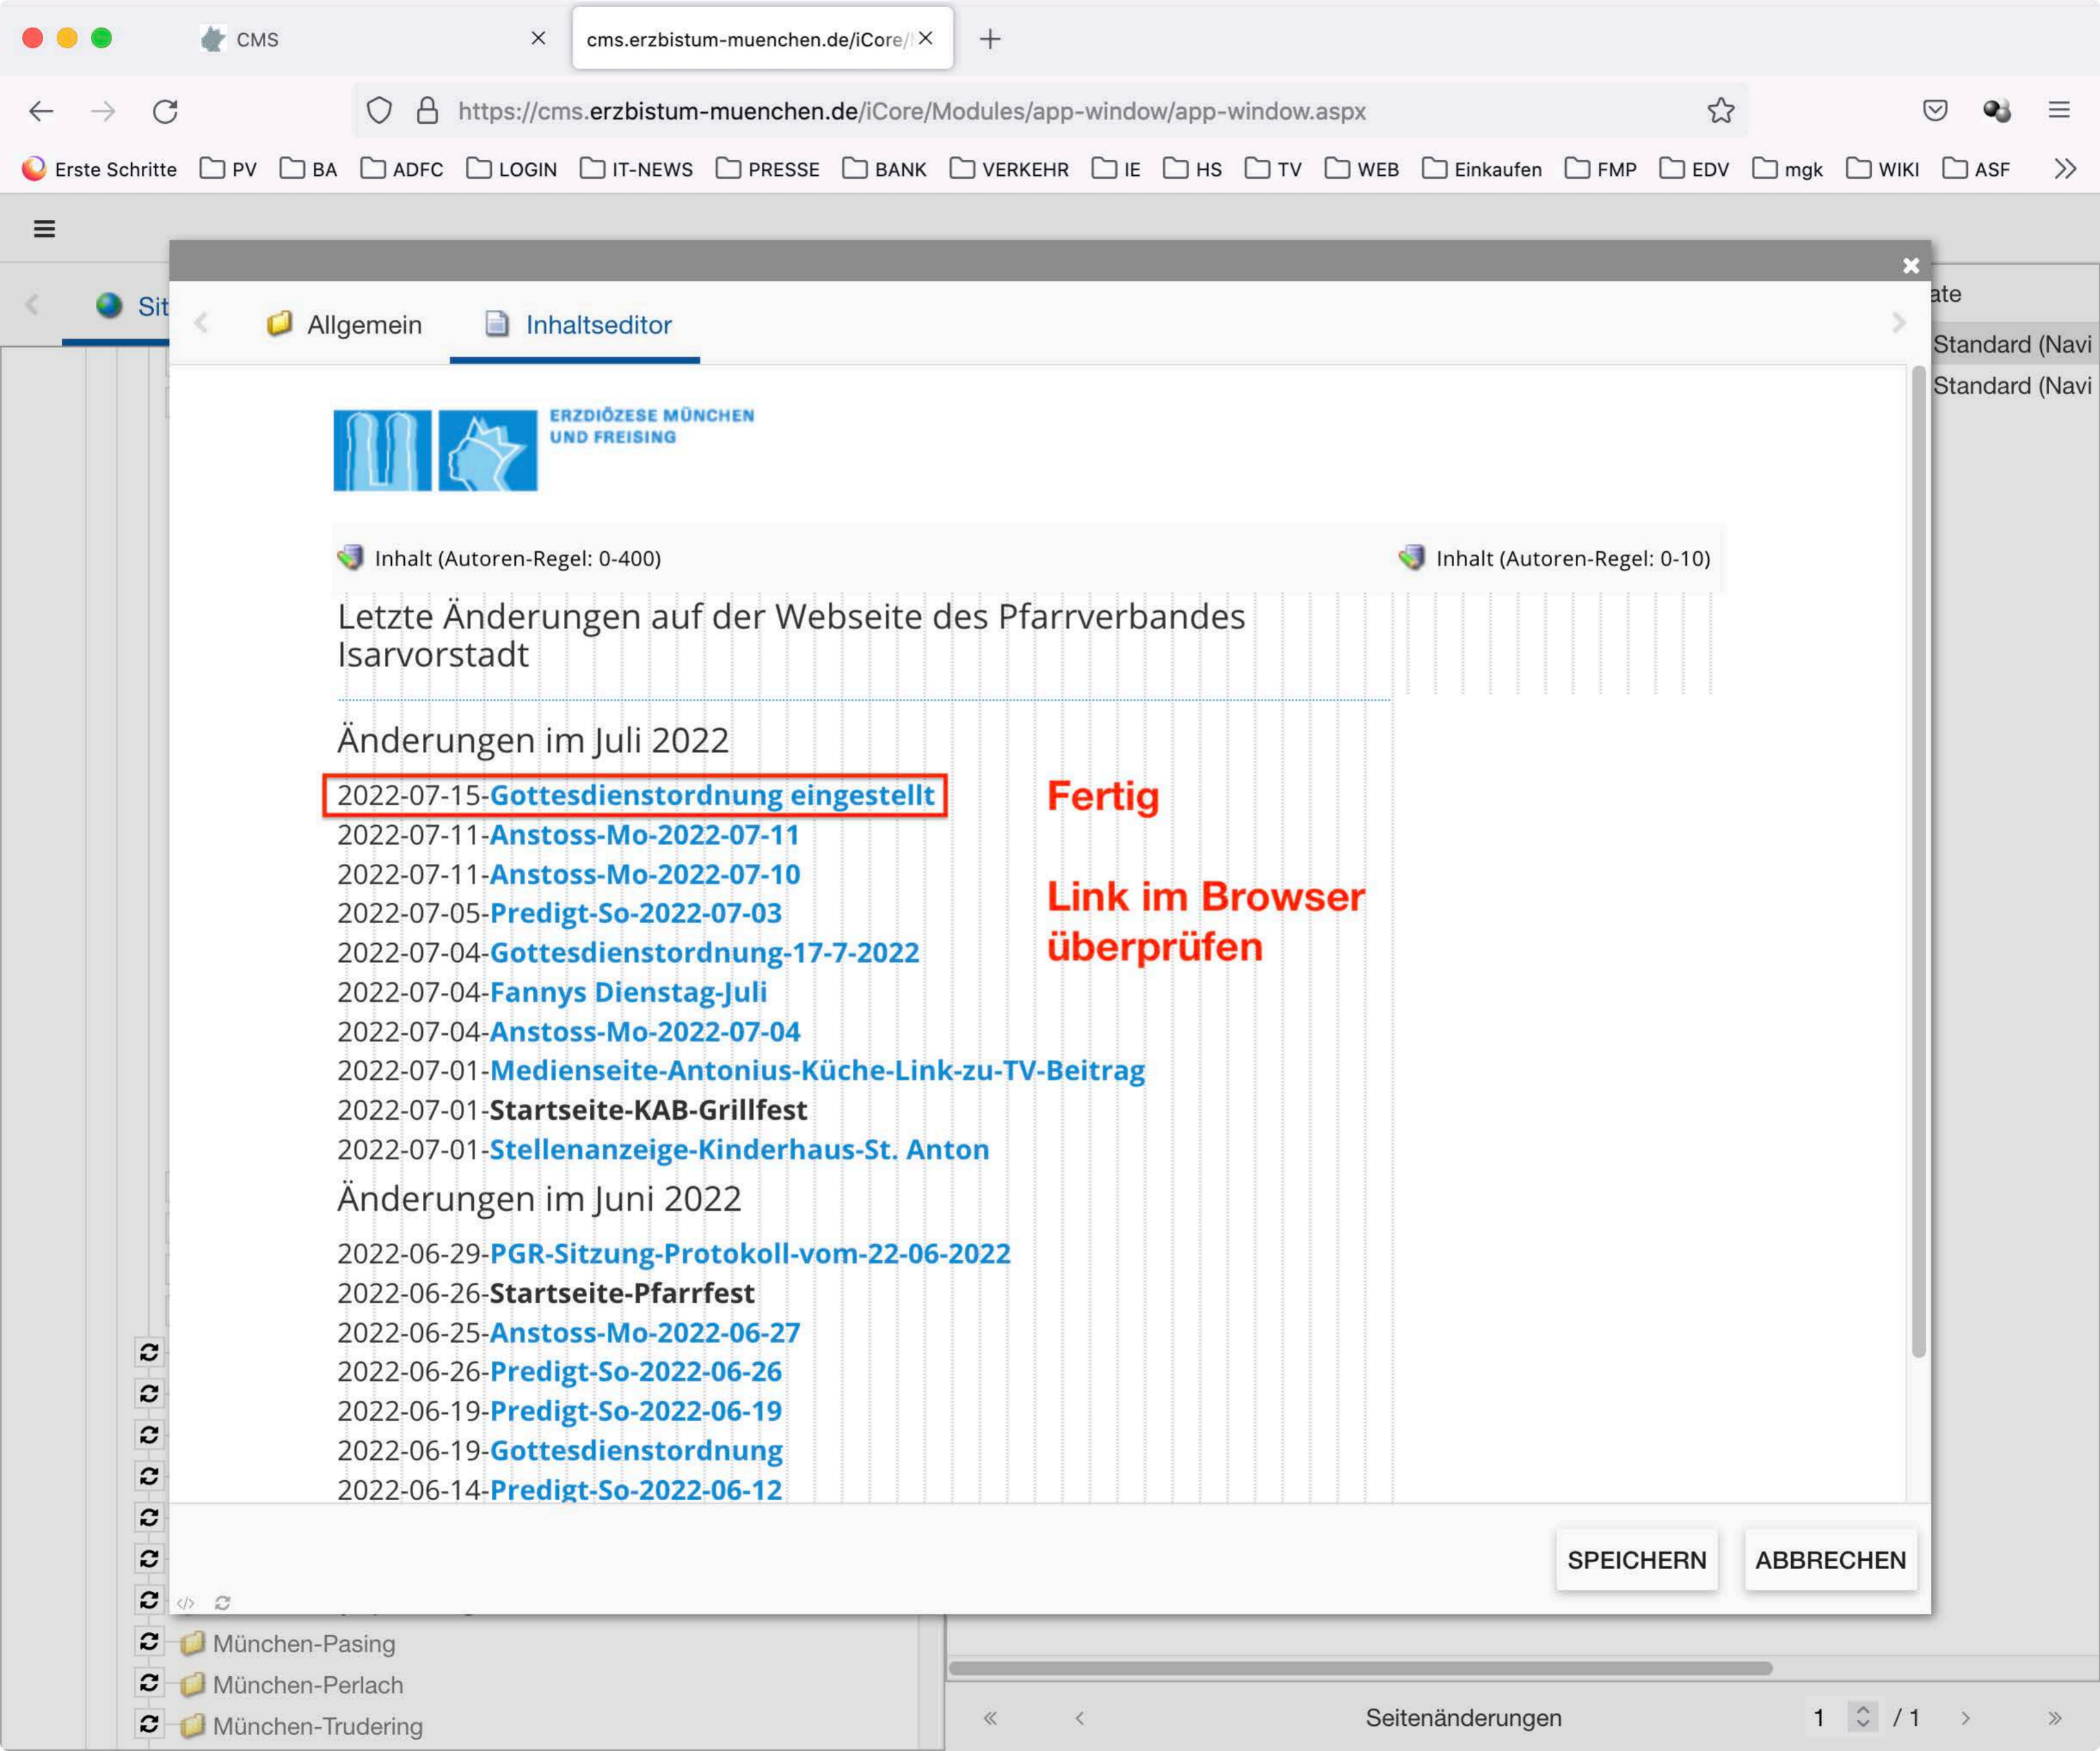 CMS
cms.erzbistum-muenchen.de/iCore/
https://cms.erzbistum-muenchen.de/iCore/Modules/app-window/app-window.aspx
Erste Schritte PV BA ADFC LOGIN IT-NEWS PRESSE BANK VERKEHR IE HS TV WEB Einkaufen FMP EDV mgk WIKI ASF
Sit
ate
Allgemein Inhaltseditor
Standard (Navi
Standard (Navi
ERZDIÖZESE MÜNCHEN
UND FREISING
Inhalt (Autoren-Regel: 0-400) Inhalt (Autoren-Regel: 0-10)
Letzte Änderungen auf der Webseite des Pfarrverbandes
Isarvorstadt
Änderungen im Juli 2022
2022-07-15-Gottesdienstordnung eingestellt
Fertig
2022-07-11-Anstoss-Mo-2022-07-11
2022-07-11-Anstoss-Mo-2022-07-10
Link im Browser
2022-07-05-Predigt-So-2022-07-03
2022-07-04-Gottesdienstordnung-17-7-2022
überprüfen
2022-07-04-Fannys Dienstag-Juli
2022-07-04-Anstoss-Mo-2022-07-04
2022-07-01-Medienseite-Antonius-Küche-Link-zu-TV-Beitrag
2022-07-01-Startseite-KAB-Grillfest
2022-07-01-Stellenanzeige-Kinderhaus-St. Anton
Änderungen im Juni 2022
2022-06-29-PGR-Sitzung-Protokoll-vom-22-06-2022
2022-06-26-Startseite-Pfarrfest
2022-06-25-Anstoss-Mo-2022-06-27
2022-06-26-Predigt-So-2022-06-26
2022-06-19-Predigt-So-2022-06-19
2022-06-19-Gottesdienstordnung
2022-06-14-Predigt-So-2022-06-12
SPEICHERN ABBRECHEN
München-Pasing
München-Perlach
München-Trudering
Seitenänderungen 1 / 1